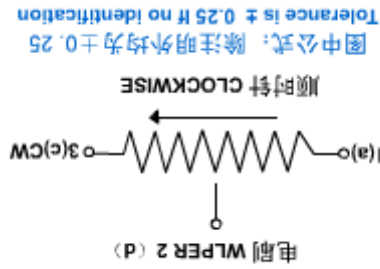 电刷 WLPER 2 (d)
1(a) 3(c)CW
顺时针 CLOCKWISE
图中公式：除注明外均为±0.25
Tolerance is ± 0.25 If no identification